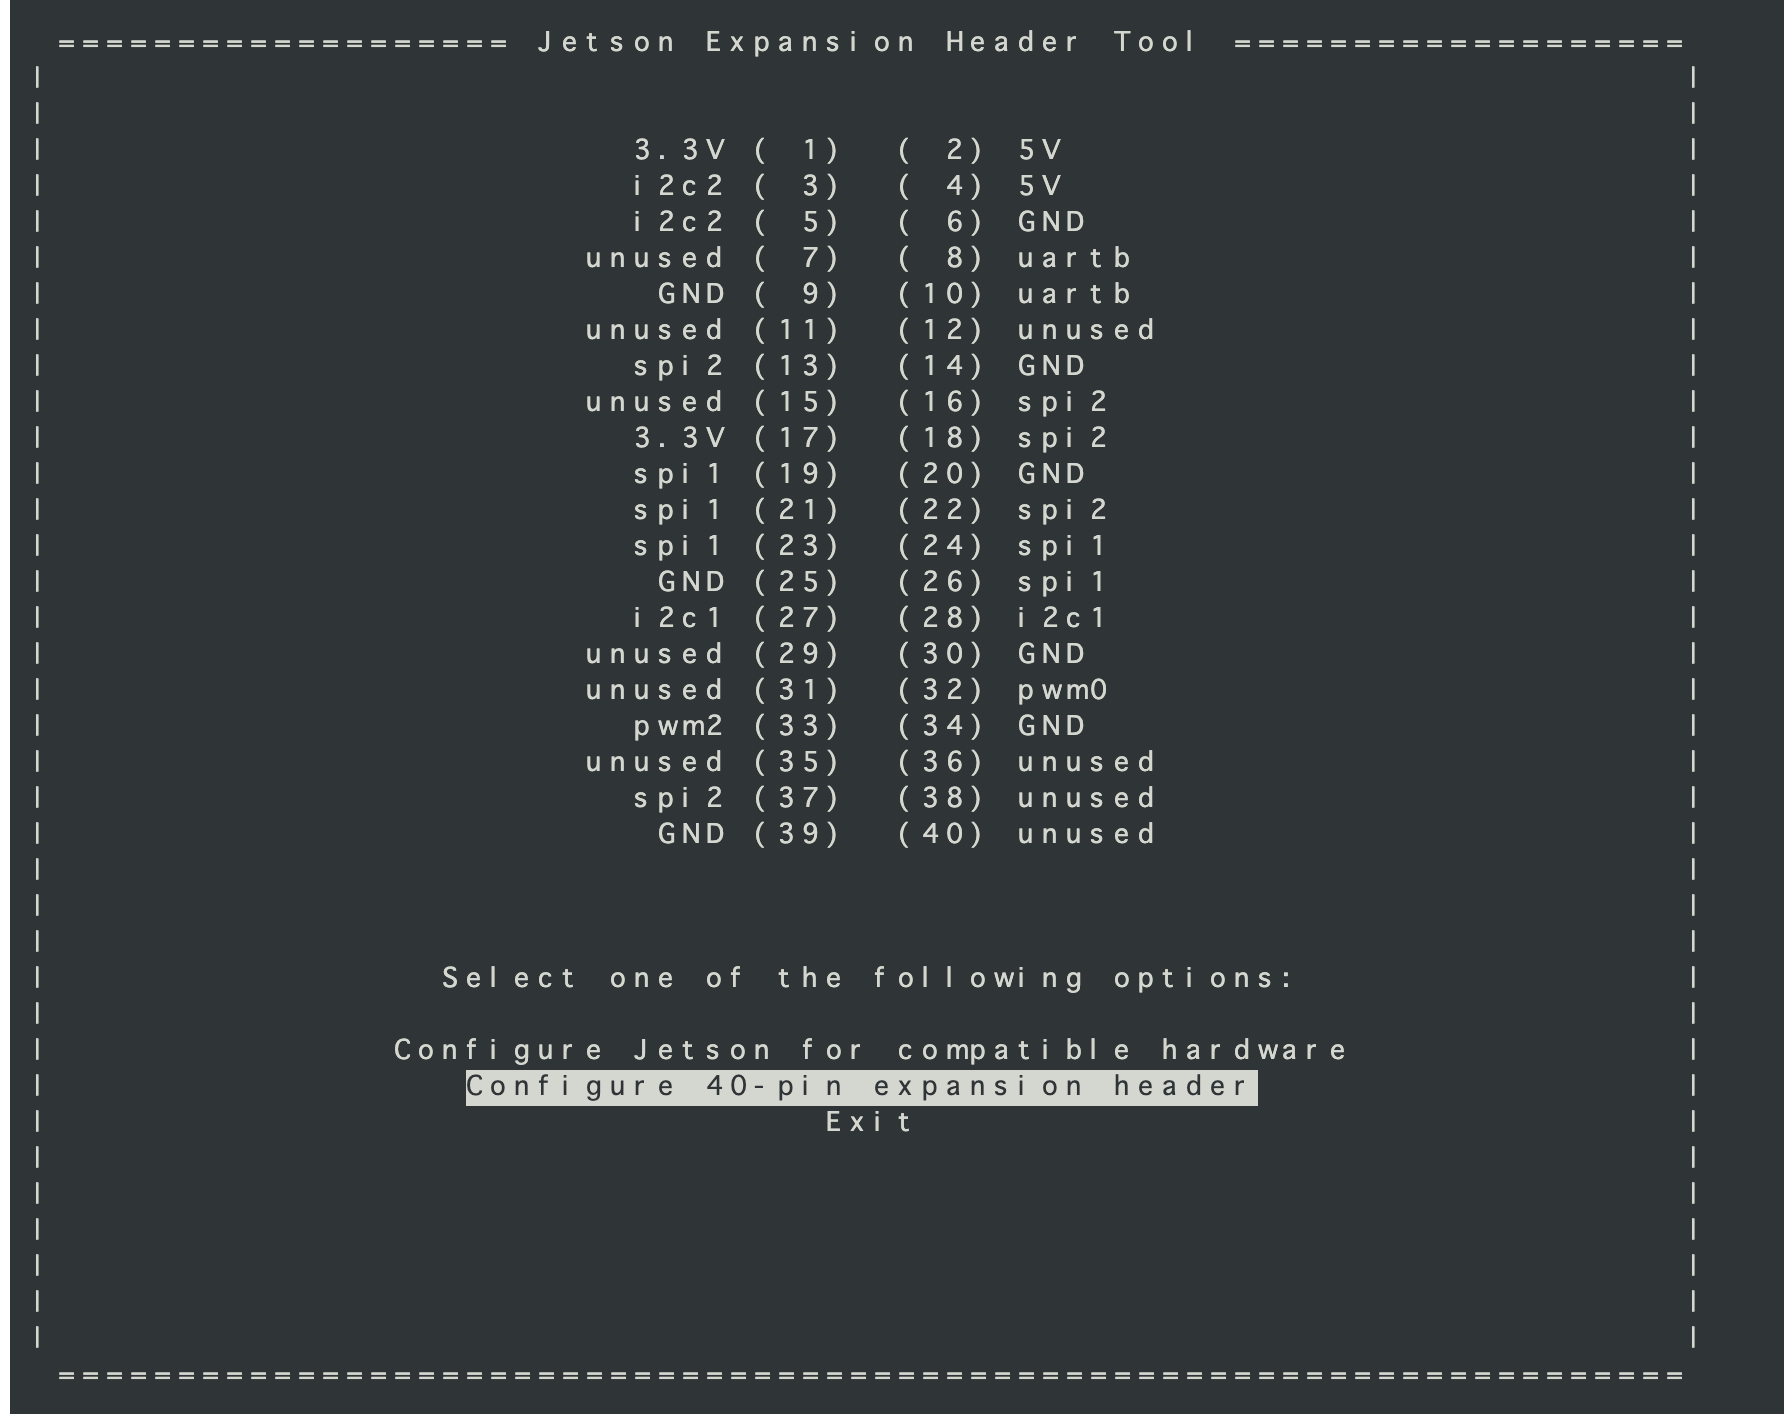 =================== Jetson Expansion Header Tool ===================
3.3V ( 1) ( 2) 5V
i2c2 ( 3) ( 4) 5V
i2c2 ( 5) ( 6) GND
unused ( 7) ( 8) uartb
GND ( 9) (10) uartb
unused (11) (12) unused
spi2 (13) (14) GND
unused (15) (16) spi2
3.3V (17) (18) spi2
spi1 (19) (20) GND
spi1 (21) (22) spi2
spi1 (23) (24) spi1
GND (25) (26) spi1
i2c1 (27) (28) i2c1
unused (29) (30) GND
unused (31) (32) pwm0
pwm2 (33) (34) GND
unused (35) (36) unused
spi2 (37) (38) unused
GND (39) (40) unused
Select one of the following options:
Configure Jetson for compatible hardware
Configure 40-pin expansion header
Exit
====================================================================